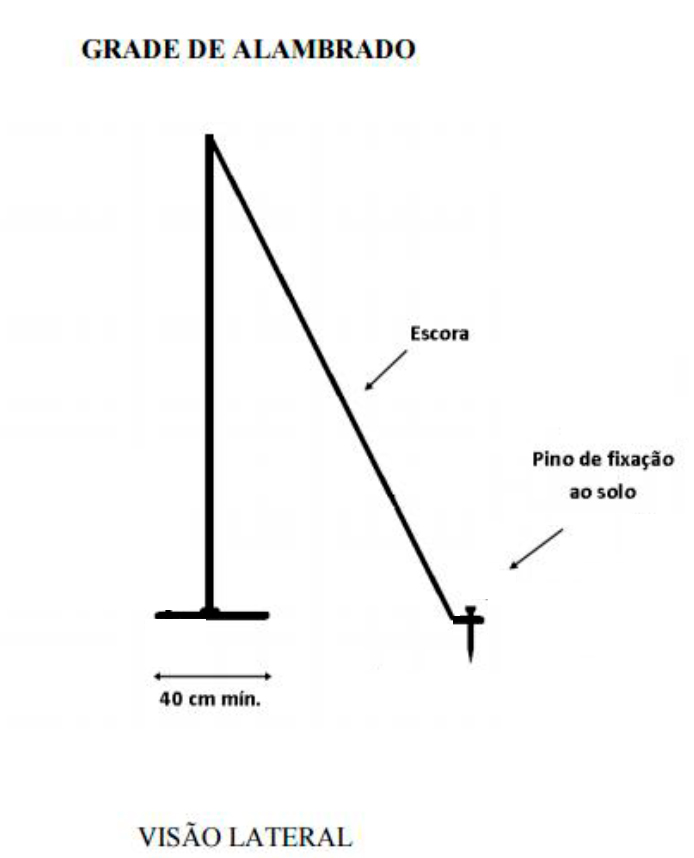 GRADE DE ALAMBRADO
Escora
Pino de fixação
ao solo
40 cm mín.
VISÃO LATERAL